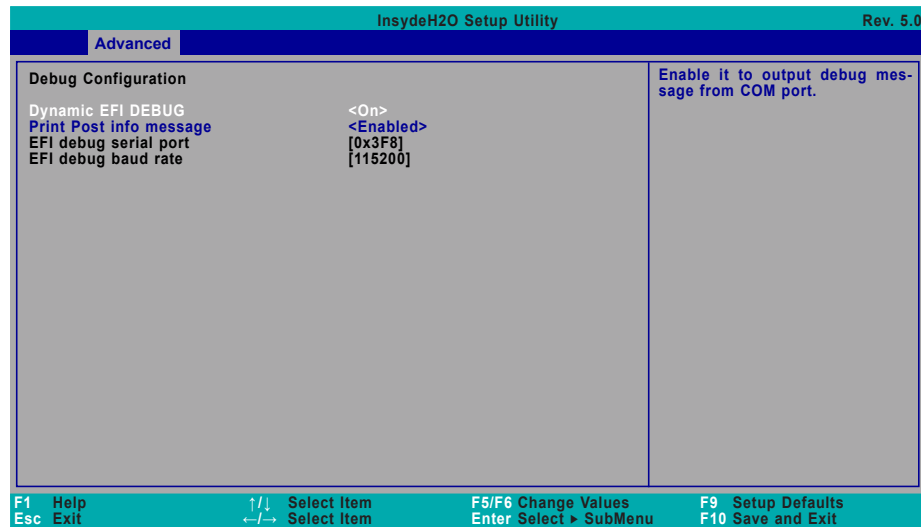 InsydeH2O Setup Utility Rev. 5.0
Advanced
Debug Configuration
Dynamic EFI DEBUG <On>
Print Post info message <Enabled>
EFI debug serial port [0x3F8]
EFI debug baud rate [115200]
Enable it to output debug mes-
sage from COM port.
F1 Help ↑/↓ Select Item F5/F6 Change Values F9 Setup Defaults
Esc Exit ←/→ Select Item Enter Select ▶ SubMenu F10 Save and Exit